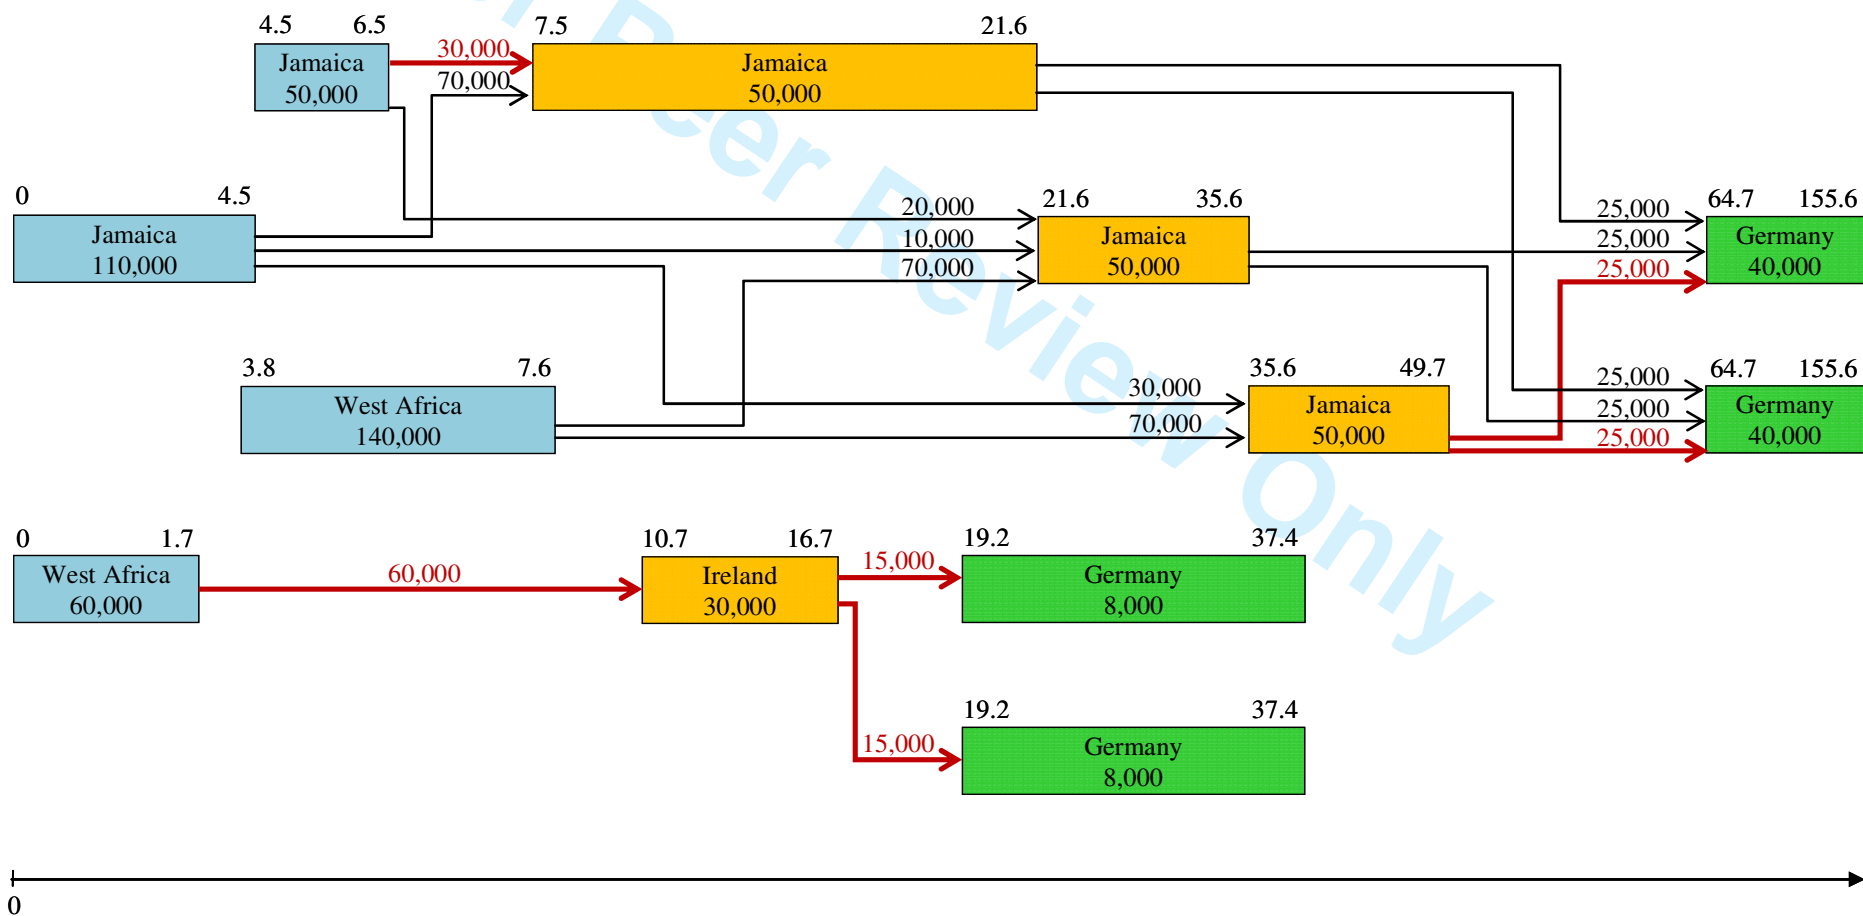 4.5 6.5 7.5 21.6
Jamaica 30,000 Jamaica
50,000 70,000 50,000
0 4.5 20,000 21.6 35.6 25,000 64.7 155.6
Jamaica 10,000 Jamaica 25,000 Germany
110,000 70,000 50,000 25,000 40,000
3.8 7.6 35.6 49.7 64.7 155.6
West Africa 30,000 Jamaica 25,000 Germany
140,000 70,000 50,000 25,000 40,000
25,000
0 1.7 10.7 16.7 19.2 37.4
West Africa 60,000 Ireland 15,000 Germany
60,000 30,000 8,000
19.2 37.4
15,000 Germany
8,000
0
Peer Review Only